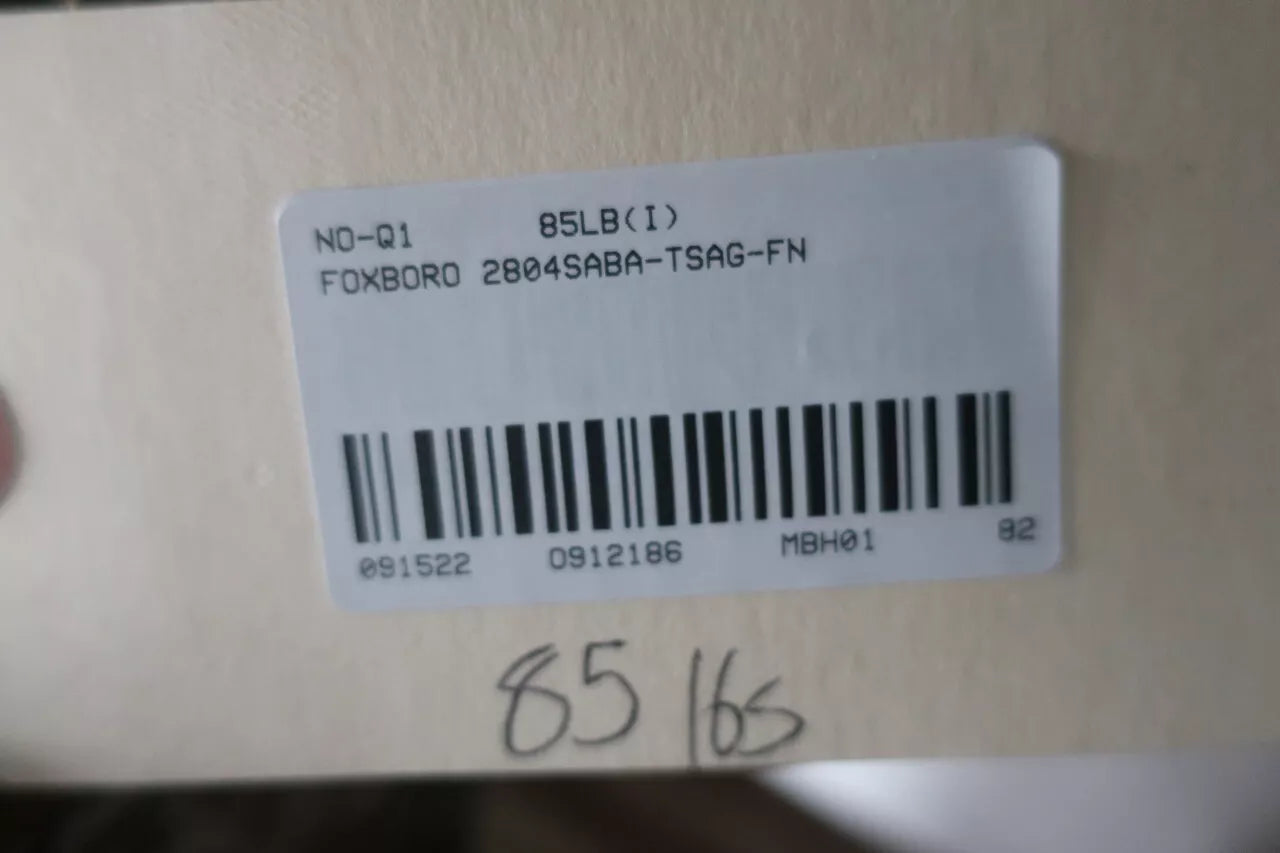 NO-Q1 85LB(I)
FOXBORO 2804SABA-TSAG-FN
091522 0912186 MBH01 82
85 lbs